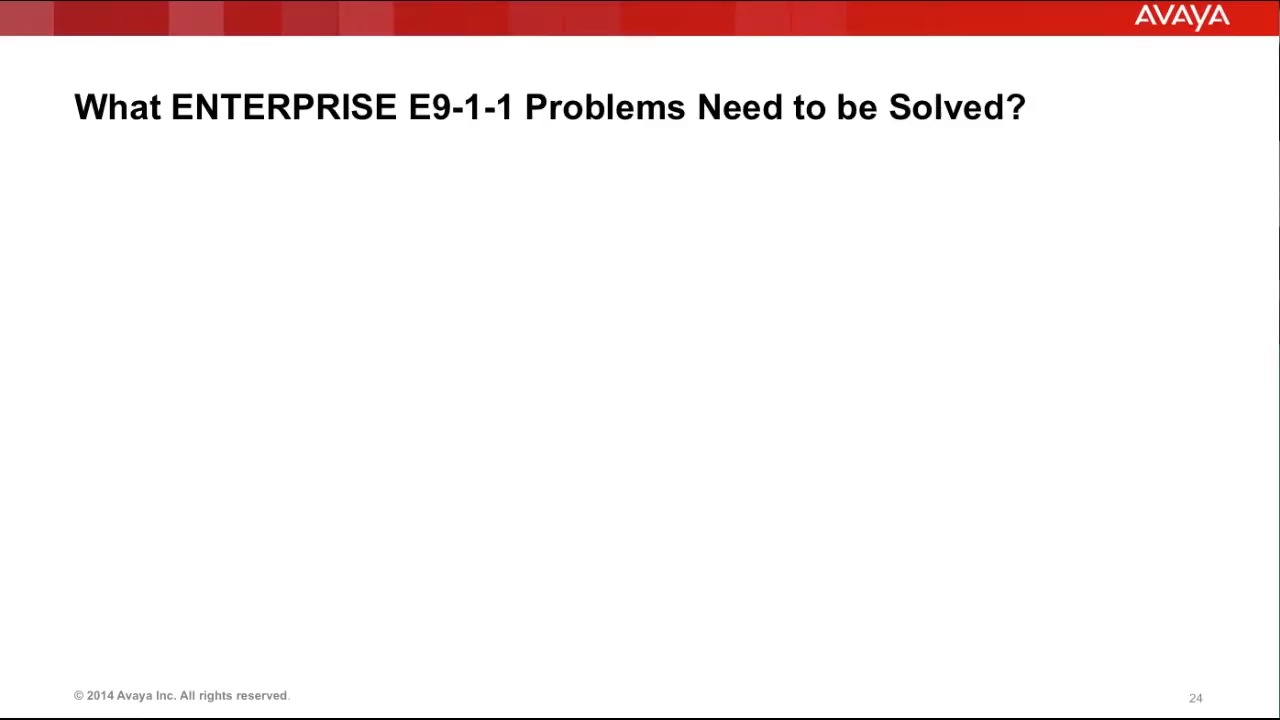 AVAYA
What ENTERPRISE E9-1-1 Problems Need to be Solved?
© 2014 Avaya Inc. All rights reserved.
24